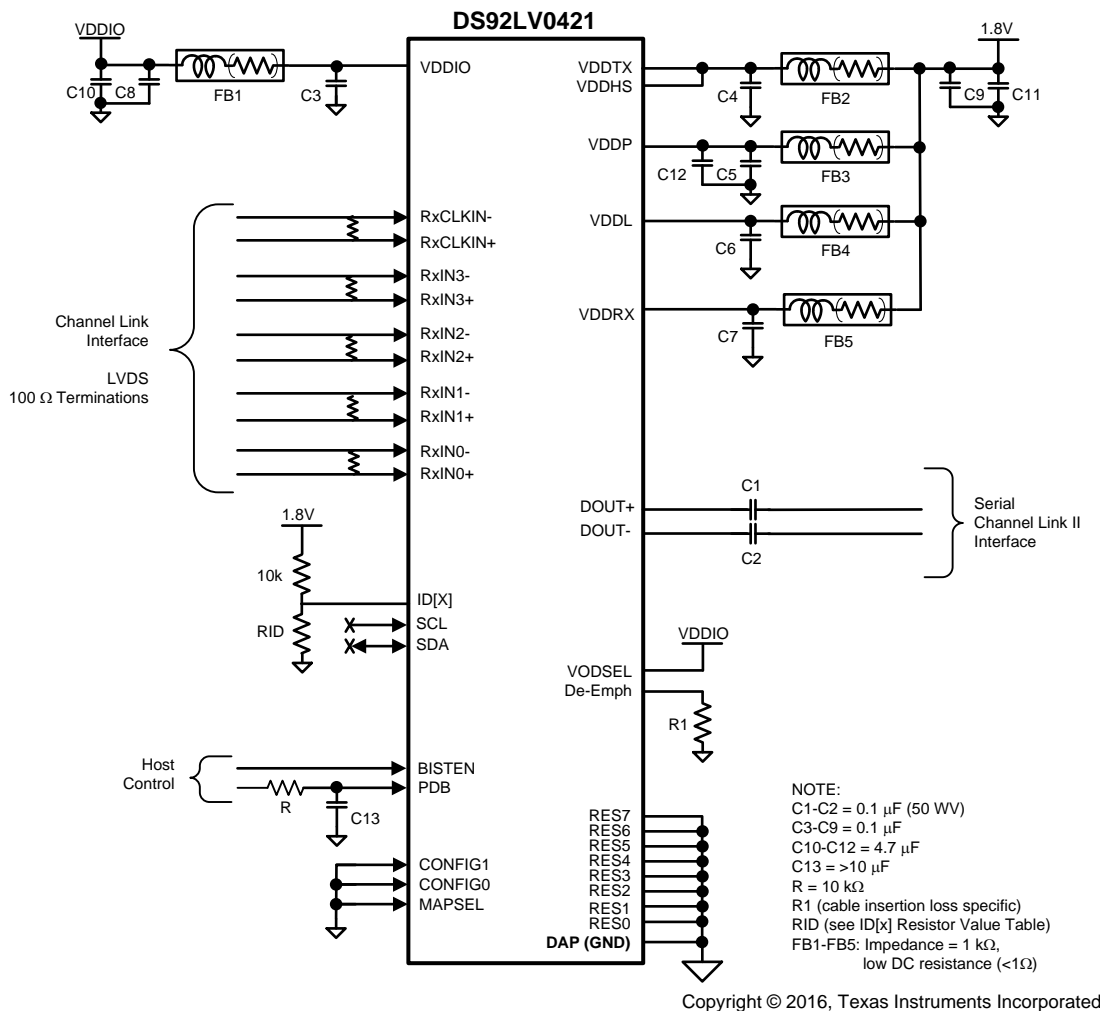 DS92LV0421
VDDIO
C10
C8
FB1
C3
VDDIO
VDDTX
VDDHS
C4
FB2
1.8V
C9
C11
VDDP
C12
C5
FB3
VDDL
C6
FB4
VDDRX
C7
FB5
Channel Link
Interface
LVDS
100 Ω Terminations
RxCLKIN-
RxCLKIN+
RxIN3-
RxIN3+
RxIN2-
RxIN2+
RxIN1-
RxIN1+
RxIN0-
RxIN0+
DOUT+
DOUT-
C1
C2
Serial
Channel Link II
Interface
1.8V
10k
RID
ID[X]
SCL
SDA
VDDIO
VODSEL
De-Emph
R1
Host
Control
R
C13
BISTEN
PDB
CONFIG1
CONFIG0
MAPSEL
RES7
RES6
RES5
RES4
RES3
RES2
RES1
RES0
DAP (GND)
NOTE:
C1-C2 = 0.1 μF (50 WV)
C3-C9 = 0.1 μF
C10-C12 = 4.7 μF
C13 = >10 μF
R = 10 kΩ
R1 (cable insertion loss specific)
RID (see ID[x] Resistor Value Table)
FB1-FB5: Impedance = 1 kΩ,
low DC resistance (<1Ω)
Copyright © 2016, Texas Instruments Incorporated